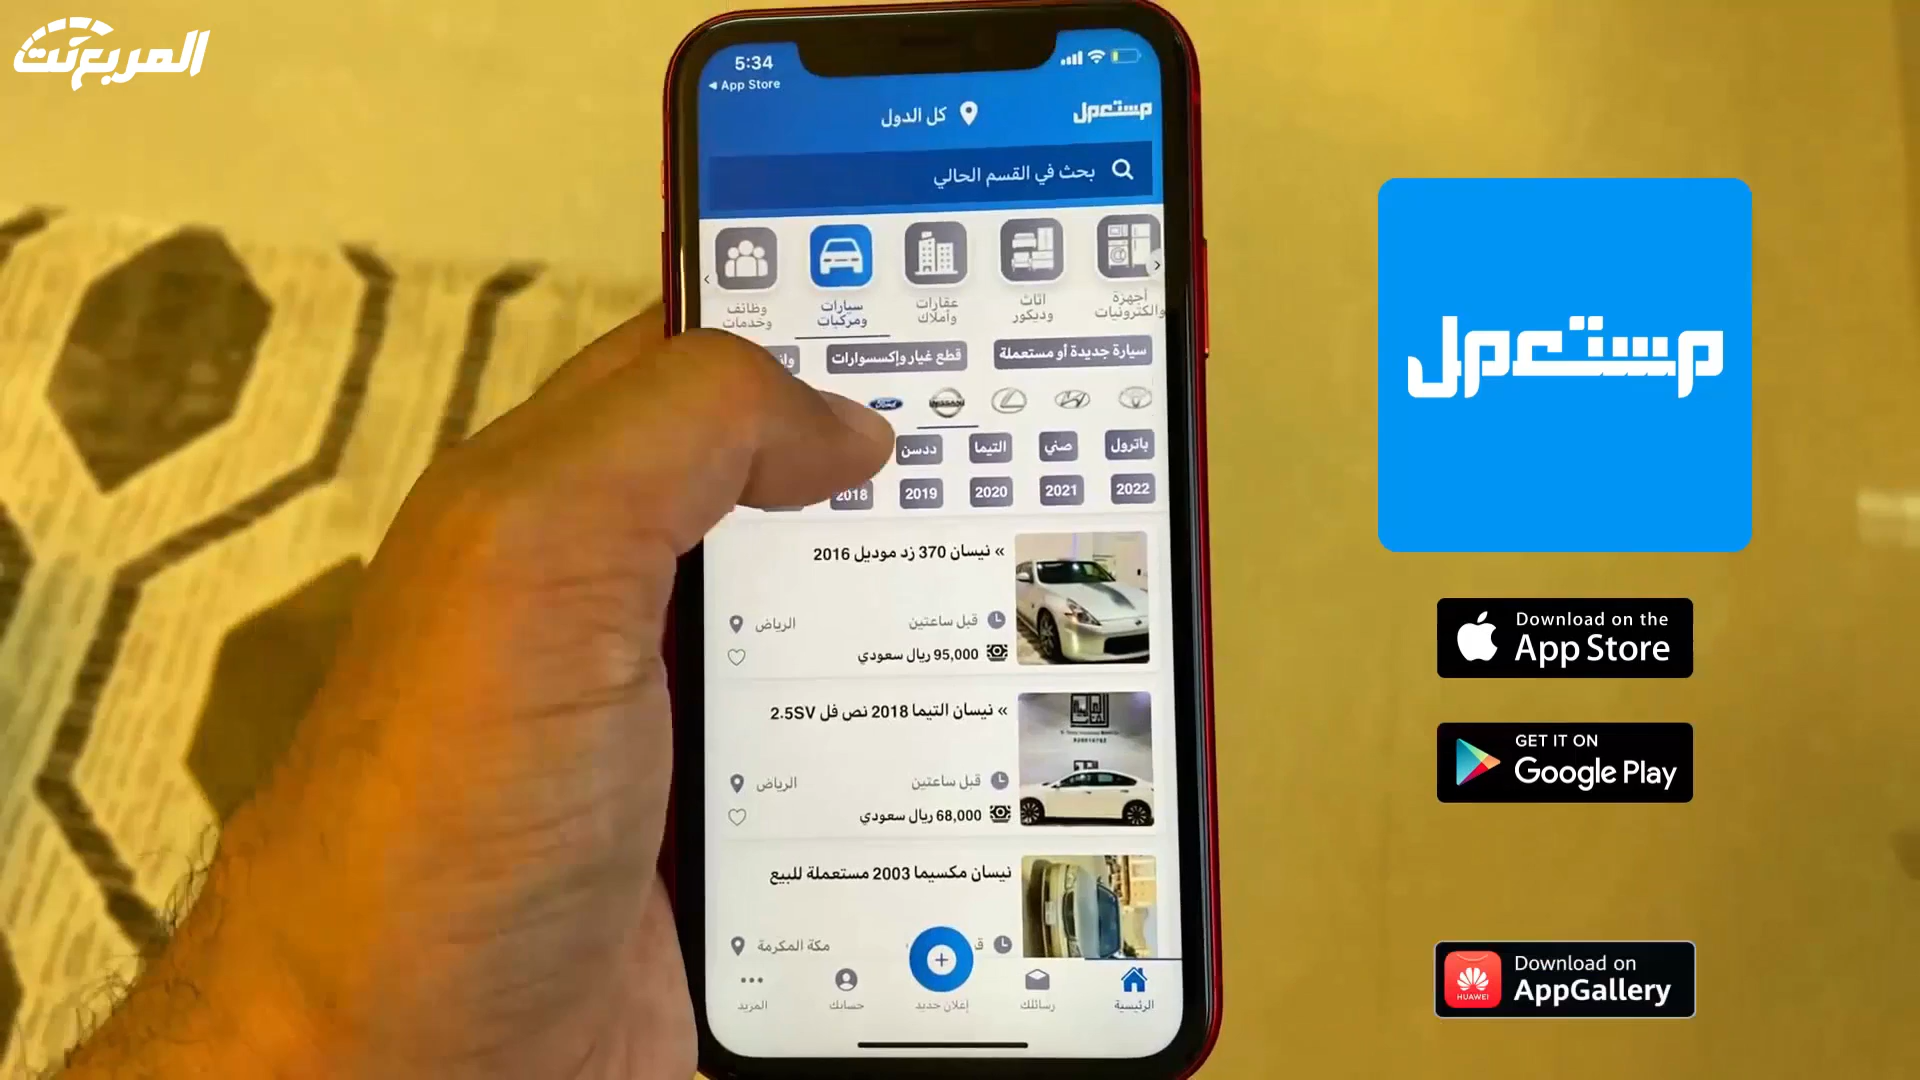 المربع نت
5:34
App Store
كل الدول
مستعمل
بحث في القسم الحالي
أجهزة والكترونيات
اثاث وديكور
عقارات وأملاك
سيارات ومركبات
وظائف وخدمات
سيارة جديدة أو مستعملة
قطع غيار وإكسسوارات
Ford
NISSAN
باترول
صني
التيما
ددسن
2022
2021
2020
2019
2018
» نيسان 370 زد موديل 2016
قبل ساعتين
الرياض
95,000 ريال سعودي
» نيسان التيما 2018 نص فل 2.5SV
قبل ساعتين
الرياض
68,000 ريال سعودي
نيسان مكسيما 2003 مستعملة للبيع
مكة المكرمة
الرئيسية
رسائلك
إعلان جديد
حسابك
المزيد
مستعمل
Download on the
App Store
GET IT ON
Google Play
HUAWEI
Download on
AppGallery